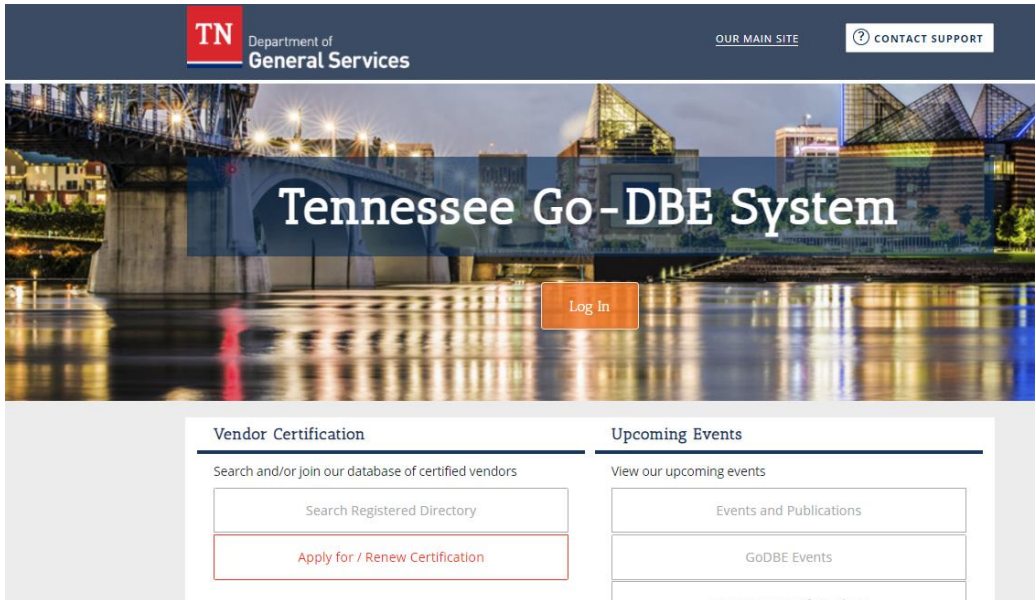 TN
Department of
General Services
OUR MAIN SITE
? CONTACT SUPPORT
Tennessee Go-DBE System
Log In
Vendor Certification
Search and/or join our database of certified vendors
Search Registered Directory
Apply for / Renew Certification
Upcoming Events
View our upcoming events
Events and Publications
GoDBE Events